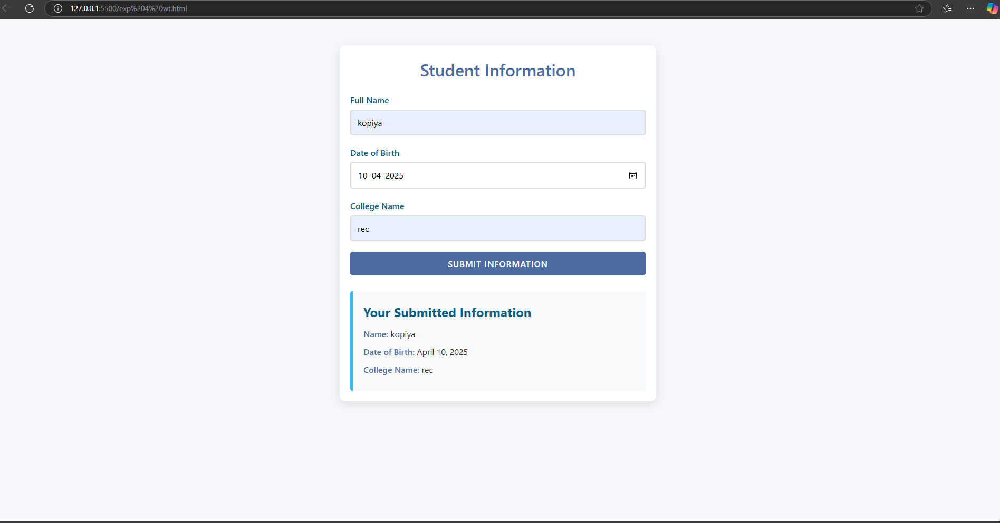 127.0.0.1:5500/exp%204%20wt.html
Student Information
Full Name
kopiya
Date of Birth
10-04-2025
College Name
rec
SUBMIT INFORMATION
Your Submitted Information
Name: kopiya
Date of Birth: April 10, 2025
College Name: rec